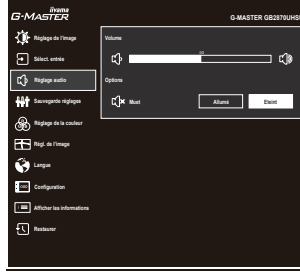 iiyama
G-MASTER
G-MASTER GB2870UHS
Réglage de l'image
Sélect. entrée
Réglage audio
Sauvegarde réglages
Réglage de la couleur
Régl. de l'image
Langue
Configuration
Afficher les informations
Restaurer
Volume
50
Options
Muet
Allumé
Eteint